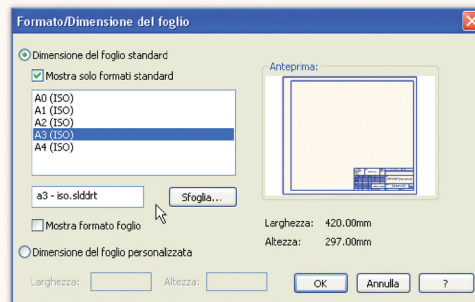 Formato/Dimensione del foglio
Dimensione del foglio standard
Mostra solo formati standard
A0 (ISO)
A1 (ISO)
A2 (ISO)
A3 (ISO)
A4 (ISO)
a3 - iso.slddrt
Sfoglia...
Mostra formato foglio
Dimensione del foglio personalizzata
Larghezza:
Altezza:
Anteprima:
Larghezza: 420.00mm
Altezza: 297.00mm
OK
Annulla
?